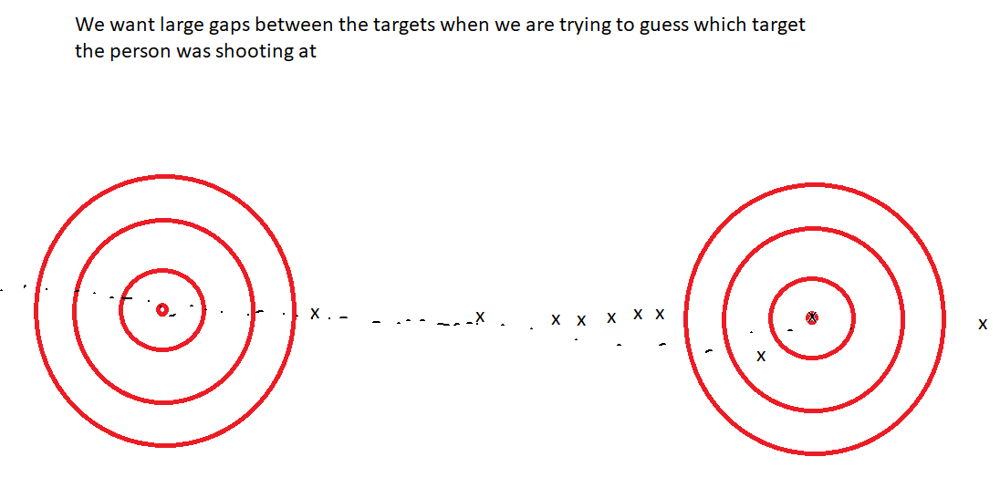 We want large gaps between the targets when we are trying to guess which target
the person was shooting at
X X X X X X X X X X